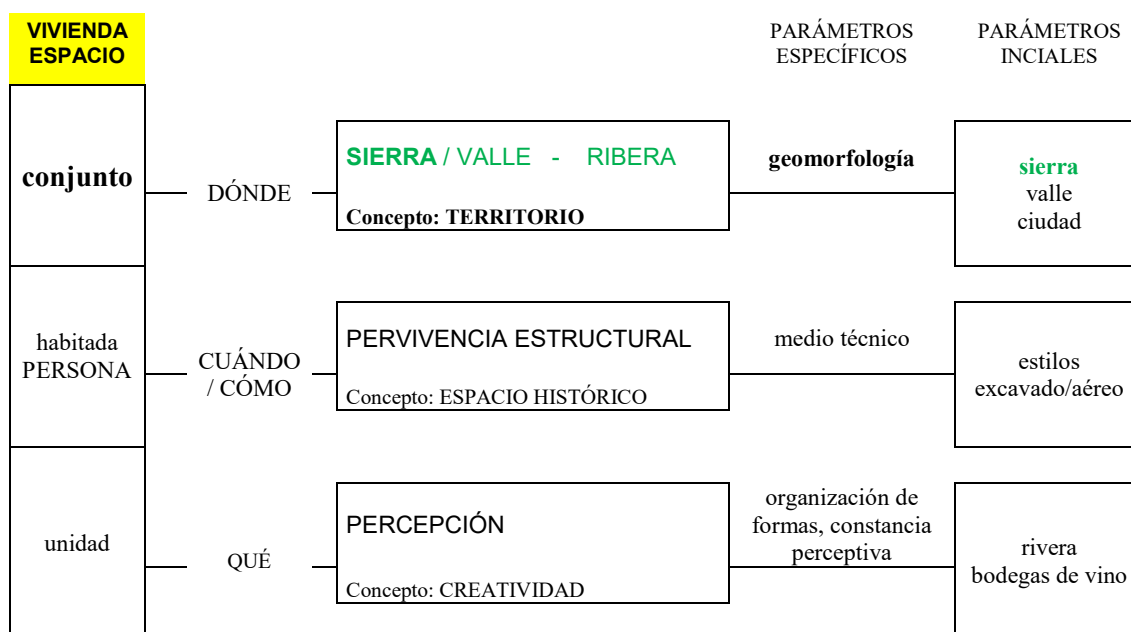 VIVIENDA
ESPACIO
PARÁMETROS
ESPECÍFICOS
PARÁMETROS
INCIALES
conjunto
DÓNDE
SIERRA / VALLE - RIBERA
Concepto: TERRITORIO
geomorfología
sierra
valle
ciudad
habitada
PERSONA
CUÁNDO
/ CÓMO
PERVIVENCIA ESTRUCTURAL
Concepto: ESPACIO HISTÓRICO
medio técnico
estilos
excavado/aéreo
unidad
QUÉ
PERCEPCIÓN
Concepto: CREATIVIDAD
organización de
formas, constancia
perceptiva
rivera
bodegas de vino